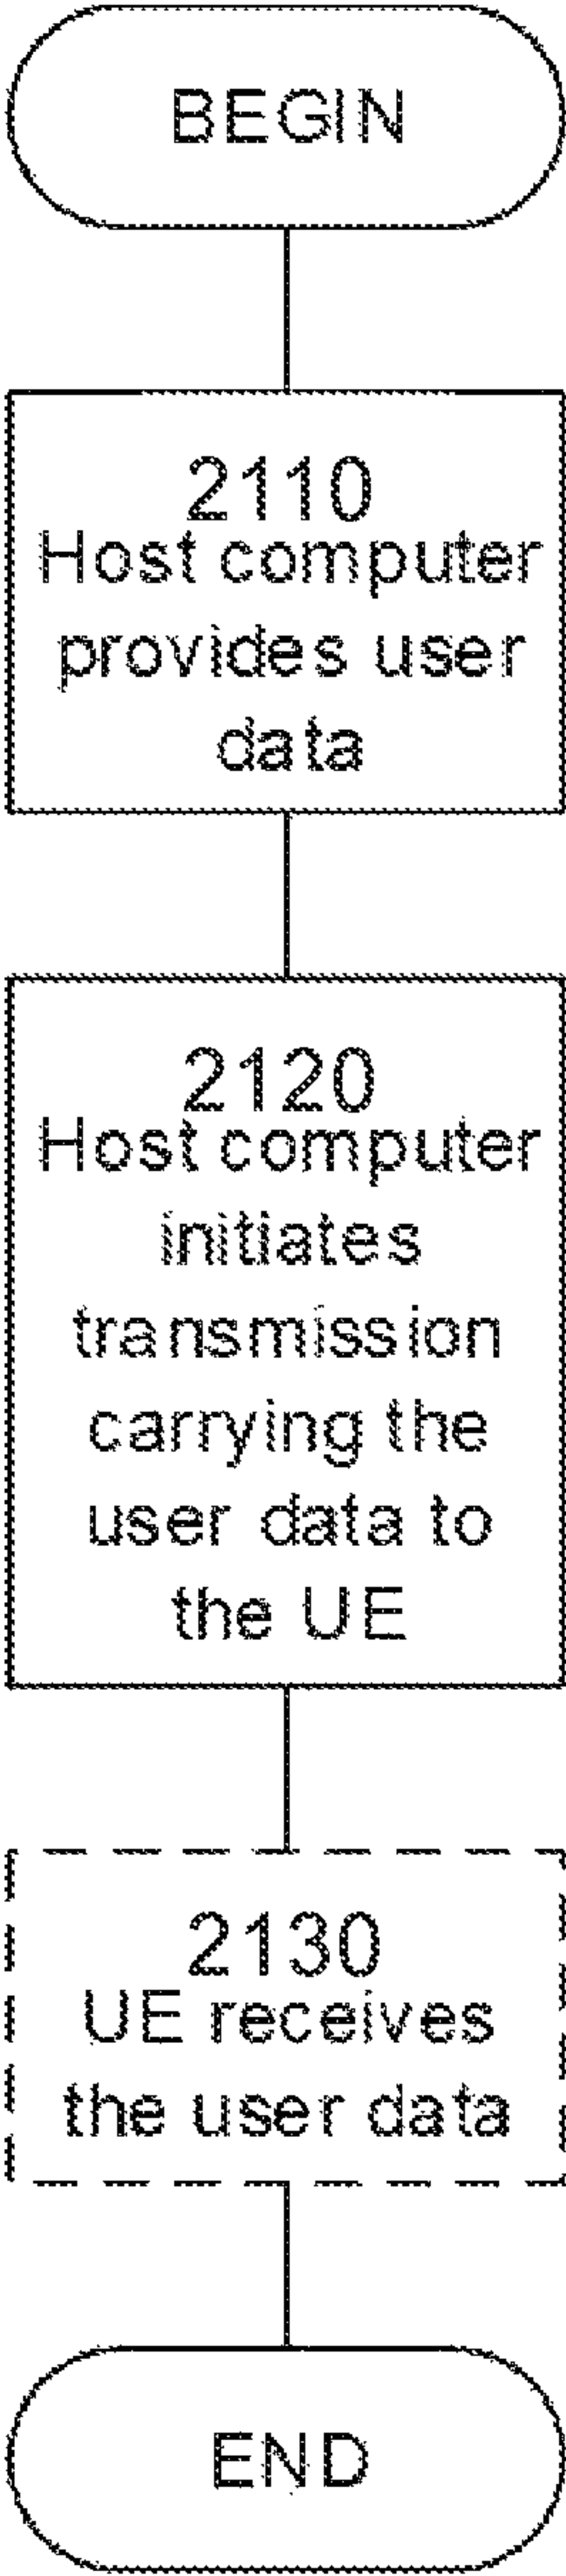 BEGIN
2110
Host computer
provides user
data
2120
Host computer
initiates
transmission
carrying the
user data to
the UE
2130
UE receives
the user data
END